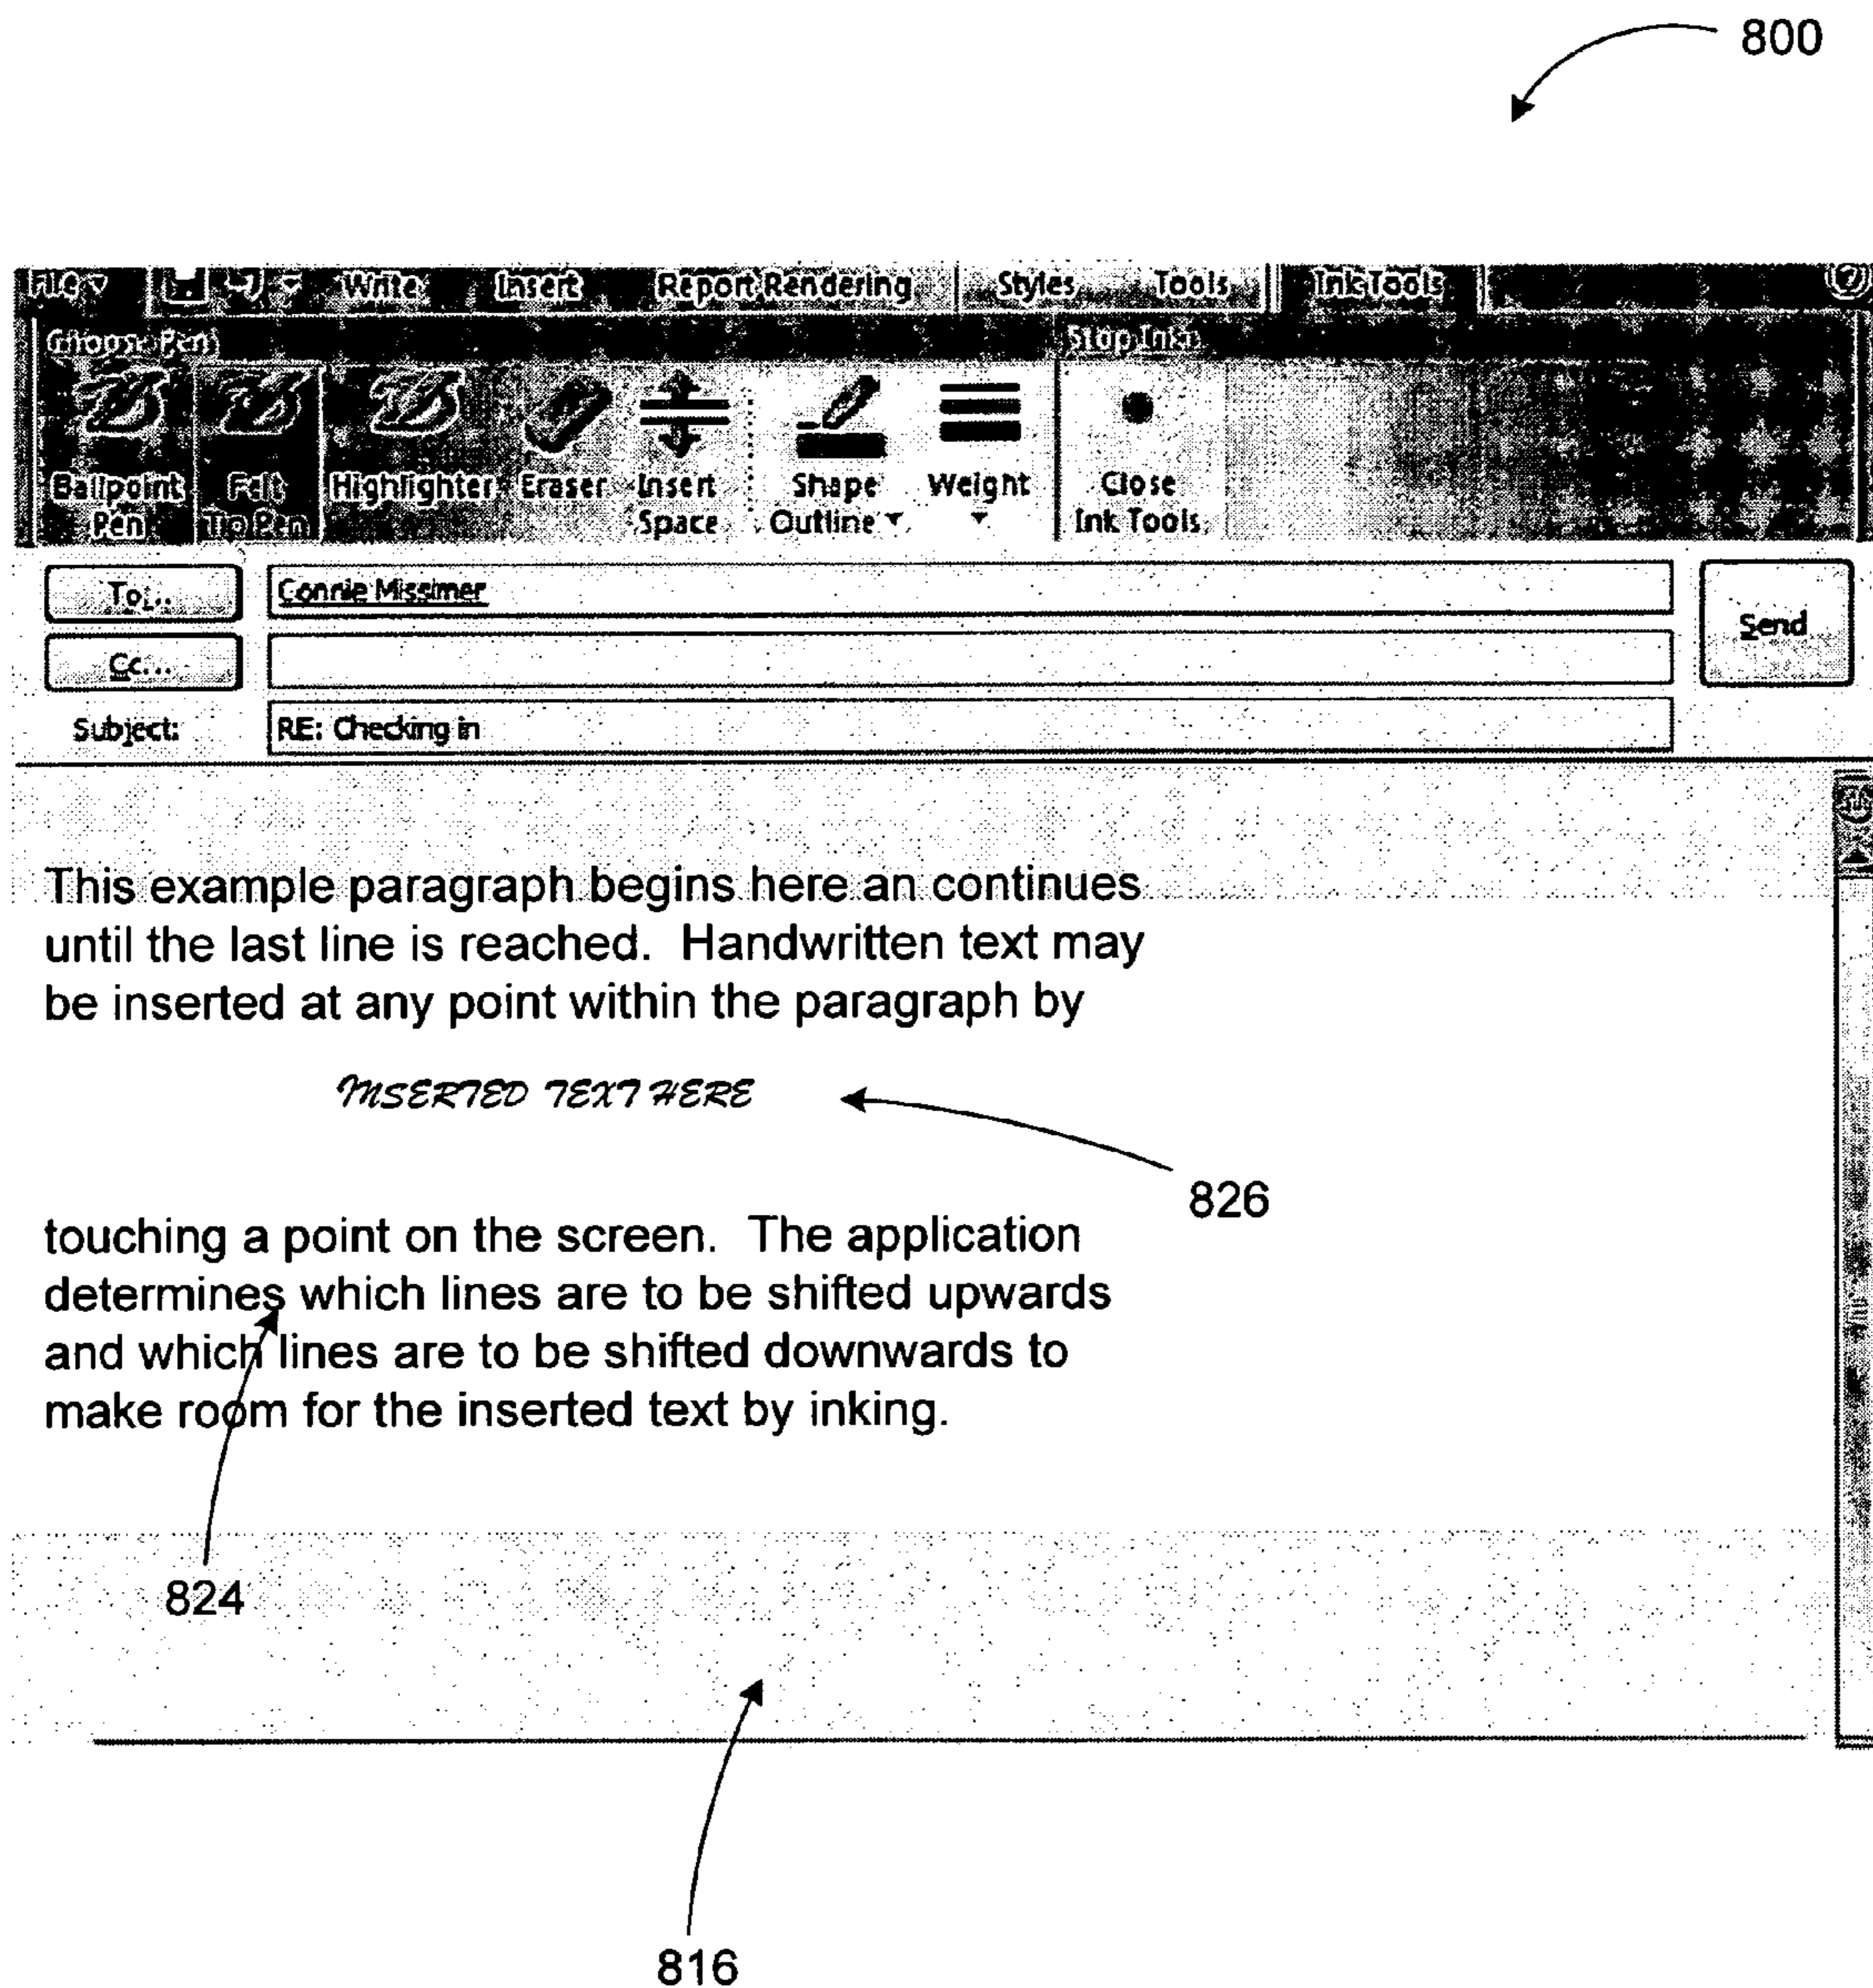 800
File Write Insert Report Rendering Styles Tools Ink Tools
Choose Pen Stop Inking
Ballpoint Pen Felt Tip Pen Highlighter Eraser Insert Space Shape Outline Weight Close Ink Tools
To... Connie Missimer
Send
Cc...
Subject: RE: Checking in
This example paragraph begins here an continues
until the last line is reached. Handwritten text may
be inserted at any point within the paragraph by
INSERTED TEXT HERE
826
touching a point on the screen. The application
determines which lines are to be shifted upwards
and which lines are to be shifted downwards to
make room for the inserted text by inking.
824
816